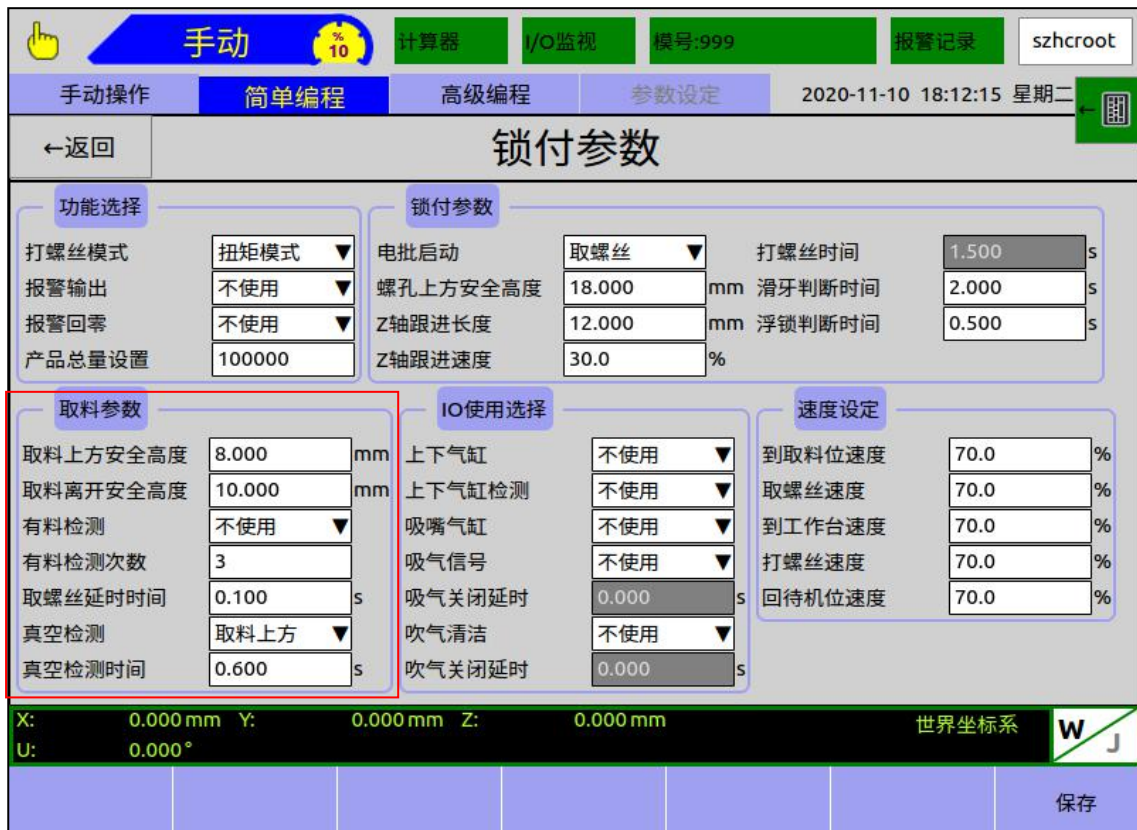 手动 % 10 计算器 I/O监视 模号:999 报警记录 szhcroot
手动操作 简单编程 高级编程 参数设定 2020-11-10 18:12:15 星期二
←
←返回 锁付参数
功能选择
打螺丝模式 扭矩模式 ▼
报警输出 不使用 ▼
报警回零 不使用 ▼
产品总量设置 100000
锁付参数
电批启动 取螺丝 ▼ 打螺丝时间 1.500 s
螺孔上方安全高度 18.000 mm 滑牙判断时间 2.000 s
Z轴跟进长度 12.000 mm 浮锁判断时间 0.500 s
Z轴跟进速度 30.0 %
取料参数
取料上方安全高度 8.000 mm
取料离开安全高度 10.000 mm
有料检测 不使用 ▼
有料检测次数 3
取螺丝延时时间 0.100 s
真空检测 取料上方 ▼
真空检测时间 0.600 s
IO使用选择
上下气缸 不使用 ▼
上下气缸检测 不使用 ▼
吸嘴气缸 不使用 ▼
吸气信号 不使用 ▼
吸气关闭延时 0.000 s
吹气清洁 不使用 ▼
吹气关闭延时 0.000 s
速度设定
到取料位速度 70.0 %
取螺丝速度 70.0 %
到工作台速度 70.0 %
打螺丝速度 70.0 %
回待机位速度 70.0 %
X: 0.000 mm Y: 0.000 mm Z: 0.000 mm 世界坐标系 W J
U: 0.000°
保存